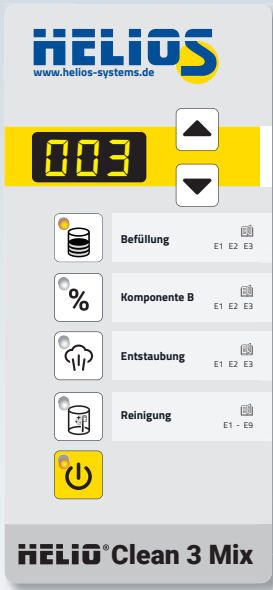 HELIOS
www.helios-systems.de
003
Befüllung
E1 E2 E3
%
Komponente B
E1 E2 E3
Entstaubung
E1 E2 E3
Reinigung
E1 - E9
HELIO® Clean 3 Mix